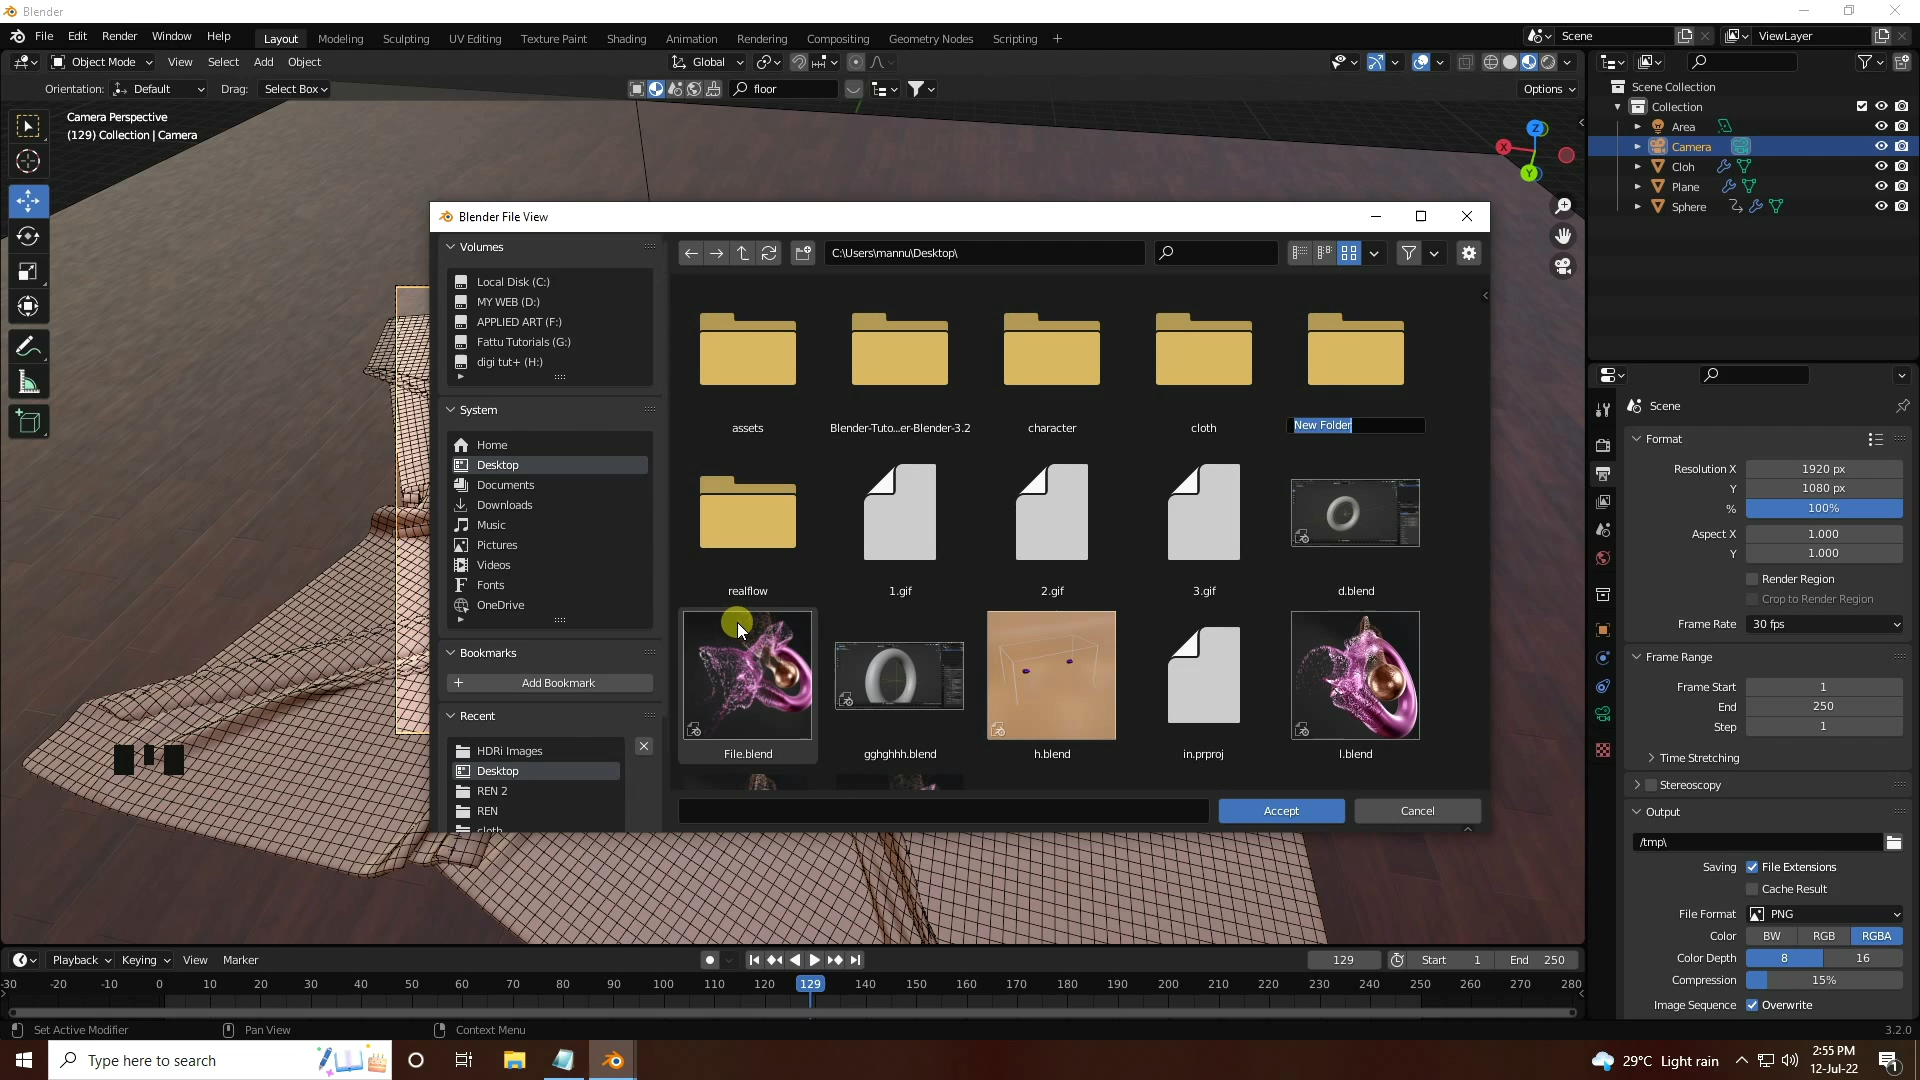 Blender
File Edit Render Window Help
Layout Modeling Sculpting UV Editing Texture Paint Shading Animation Rendering Compositing Geometry Nodes Scripting +
Scene
ViewLayer
Object Mode View Select Add Object
Global
Orientation: Default Drag: Select Box
floor
Options
Camera Perspective
(129) Collection | Camera
X
Y
Z
Scene Collection
Collection
Area
Camera
Cloh
Plane
Sphere
Blender File View
Volumes
Local Disk (C:)
MY WEB (D:)
APPLIED ART (F:)
Fattu Tutorials (G:)
digi tut+ (H:)
System
Home
Desktop
Documents
Downloads
Music
Pictures
Videos
Fonts
OneDrive
Bookmarks
+ Add Bookmark
Recent
HDRi Images
Desktop
REN 2
REN
cloth
C:\Users\mannu\Desktop\
assets
Blender-Tuto...er-Blender-3.2
character
cloth
New Folder
realflow
1.gif
2.gif
3.gif
d.blend
File.blend
gghghhh.blend
h.blend
in.prproj
l.blend
Accept
Cancel
Scene
Format
Resolution X 1920 px
Y 1080 px
% 100%
Aspect X 1.000
Y 1.000
Render Region
Crop to Render Region
Frame Rate 30 fps
Frame Range
Frame Start 1
End 250
Step 1
Time Stretching
Stereoscopy
Output
/tmp\
Saving File Extensions
Cache Result
File Format PNG
Color BW RGB RGBA
Color Depth 8 16
Compression 15%
Image Sequence Overwrite
Playback Keying View Marker
129 Start 1 End 250
-30 -20 -10 0 10 20 30 40 50 60 70 80 90 100 110 120 129 140 150 160 170 180 190 200 210 220 230 240 250 260 270 280
Set Active Modifier Pan View Context Menu
3.2.0
Type here to search
29°C Light rain
2:55 PM
12-Jul-22
1